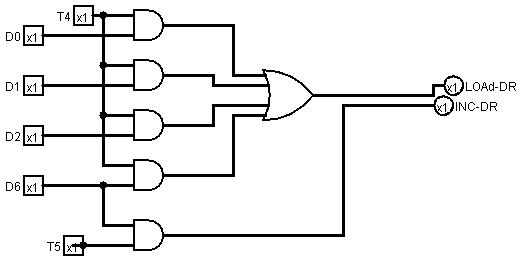 T4 x1
D0 x1
D1 x1
x1 LOAd-DR
x1 INC-DR
D2 x1
D6 x1
T5 x1